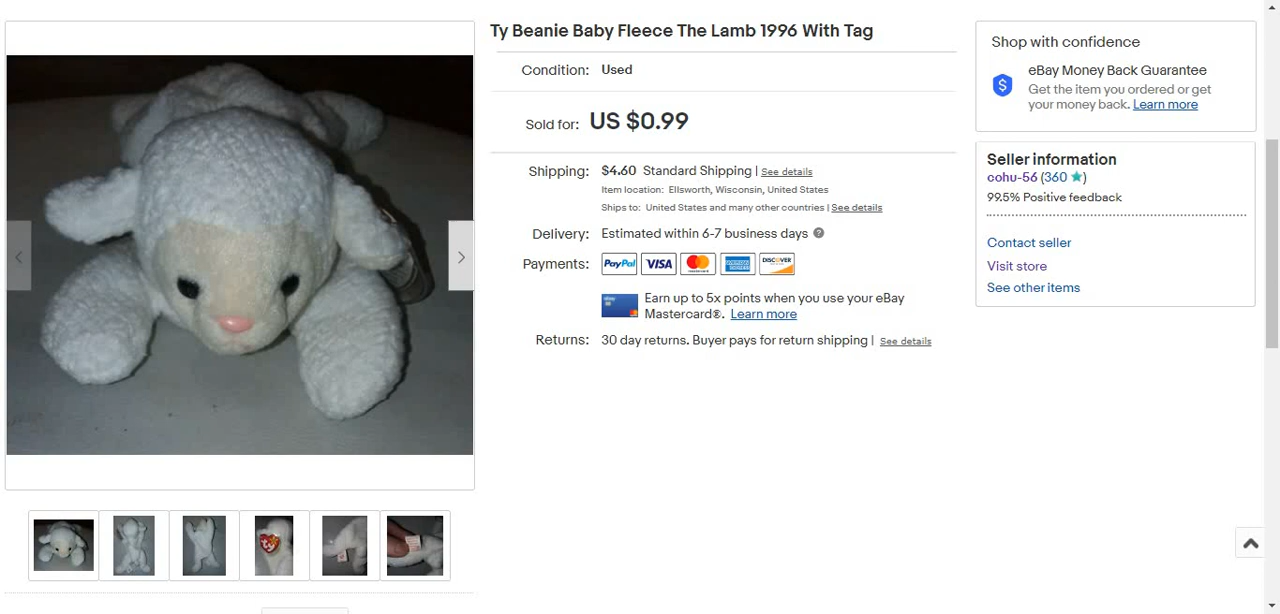 Ty Beanie Baby Fleece The Lamb 1996 With Tag
Condition: Used
Sold for: US $0.99
Shipping: $4.60 Standard Shipping | See details
Item location: Ellsworth, Wisconsin, United States
Ships to: United States and many other countries | See details
Delivery: Estimated within 6-7 business days ?
Payments: PayPal VISA mastercard AMERICAN EXPRESS DISCOVER
Earn up to 5x points when you use your eBay
Mastercard®. Learn more
Returns: 30 day returns. Buyer pays for return shipping | See details
Shop with confidence
eBay Money Back Guarantee
$ Get the item you ordered or get
your money back. Learn more
Seller information
cohu-56 (360 ★)
99.5% Positive feedback
Contact seller
Visit store
See other items